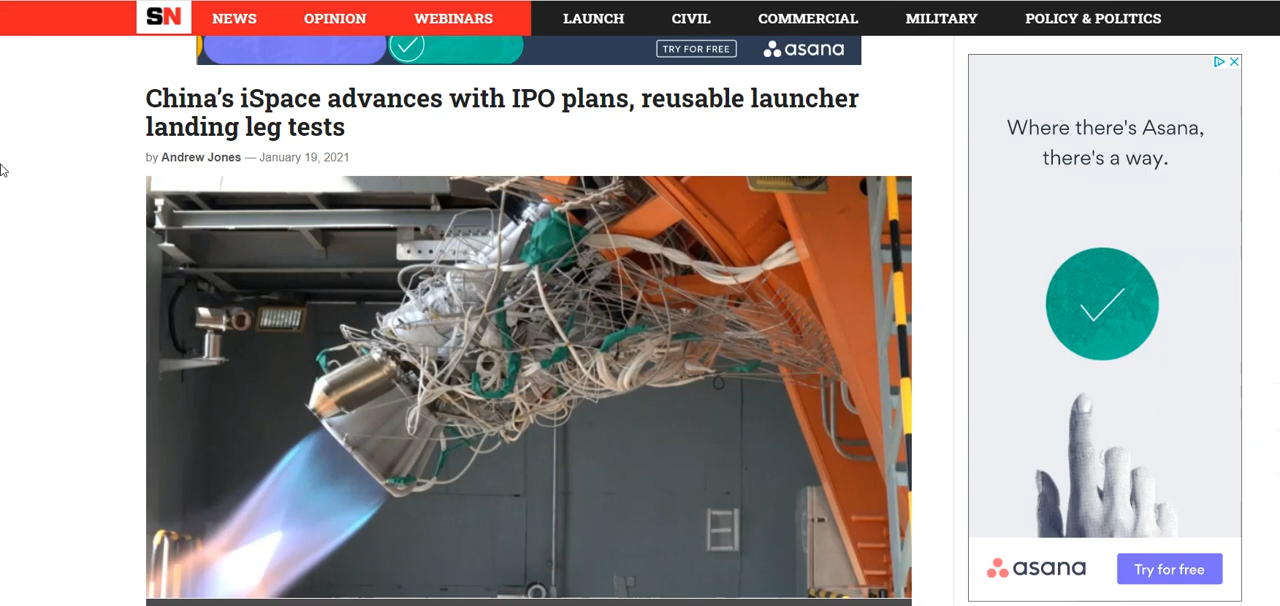 SN NEWS OPINION WEBINARS LAUNCH CIVIL COMMERCIAL MILITARY POLICY & POLITICS
TRY FOR FREE asana
China’s iSpace advances with IPO plans, reusable launcher
landing leg tests
by Andrew Jones — January 19, 2021
Where there's Asana,
there's a way.
asana Try for free